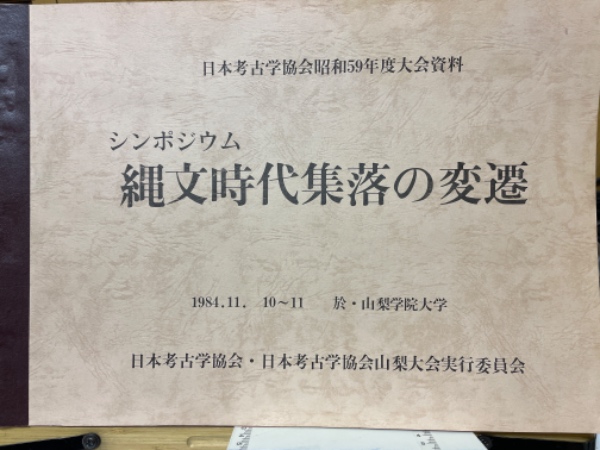 日本考古学協会昭和59年度大会資料
シンポジウム
縄文時代集落の変遷
1984.11. 10～11 於・山梨学院大学
日本考古学協会・日本考古学協会山梨大会実行委員会